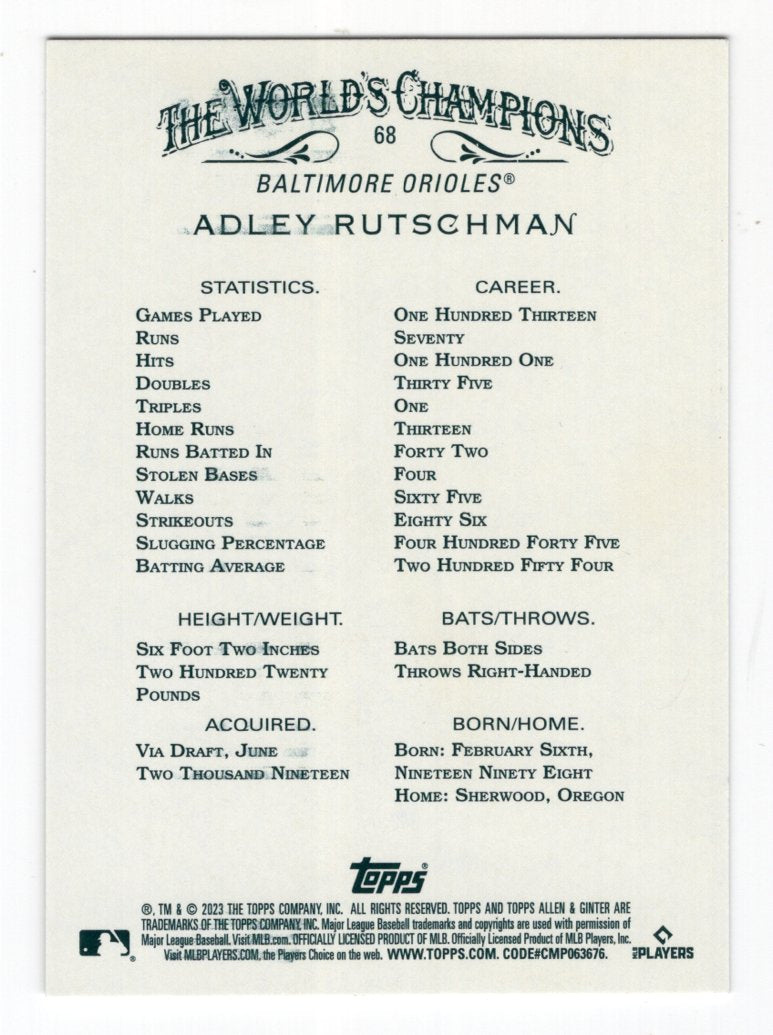 THE WORLD'S CHAMPIONS
68
BALTIMORE ORIOLES®
ADLEY RUTSCHMAN
STATISTICS. CAREER.
GAMES PLAYED ONE HUNDRED THIRTEEN
RUNS SEVENTY
HITS ONE HUNDRED ONE
DOUBLES THIRTY FIVE
TRIPLES ONE
HOME RUNS THIRTEEN
RUNS BATTED IN FORTY TWO
STOLEN BASES FOUR
WALKS SIXTY FIVE
STRIKEOUTS EIGHTY SIX
SLUGGING PERCENTAGE FOUR HUNDRED FORTY FIVE
BATTING AVERAGE TWO HUNDRED FIFTY FOUR
HEIGHT/WEIGHT. BATS/THROWS.
SIX FOOT TWO INCHES BATS BOTH SIDES
TWO HUNDRED TWENTY THROWS RIGHT-HANDED
POUNDS
ACQUIRED. BORN/HOME.
VIA DRAFT, JUNE BORN: FEBRUARY SIXTH,
TWO THOUSAND NINETEEN NINETEEN NINETY EIGHT
HOME: SHERWOOD, OREGON
Topps®
®, TM & © 2023 THE TOPPS COMPANY, INC. ALL RIGHTS RESERVED. TOPPS AND TOPPS ALLEN & GINTER ARE
TRADEMARKS OF THE TOPPS COMPANY, INC. Major League Baseball trademarks and copyrights are used with permission of
Major League Baseball. Visit MLB.com. OFFICIALLY LICENSED PRODUCT OF MLB. Officially Licensed Product of MLB Players, Inc.
Visit MLBPLAYERS.COM, the Players Choice on the web. WWW.TOPPS.COM. CODE#CMP063676.
MLB PLAYERS